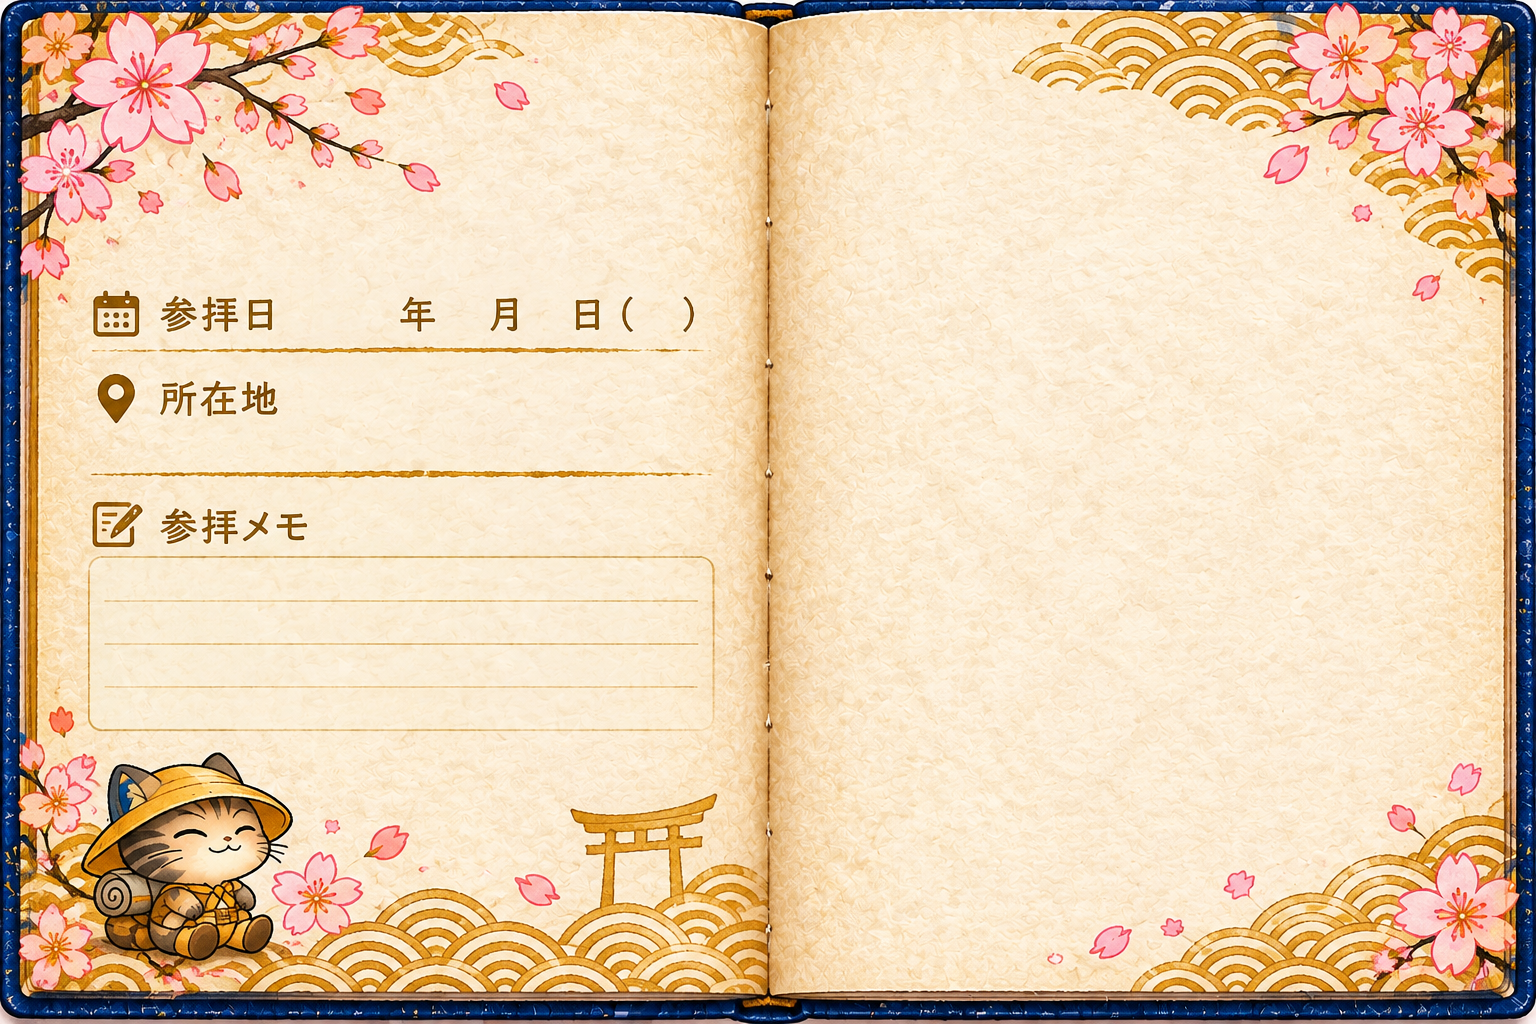 参拝日 年 月 日( )
所在地
参拝メモ